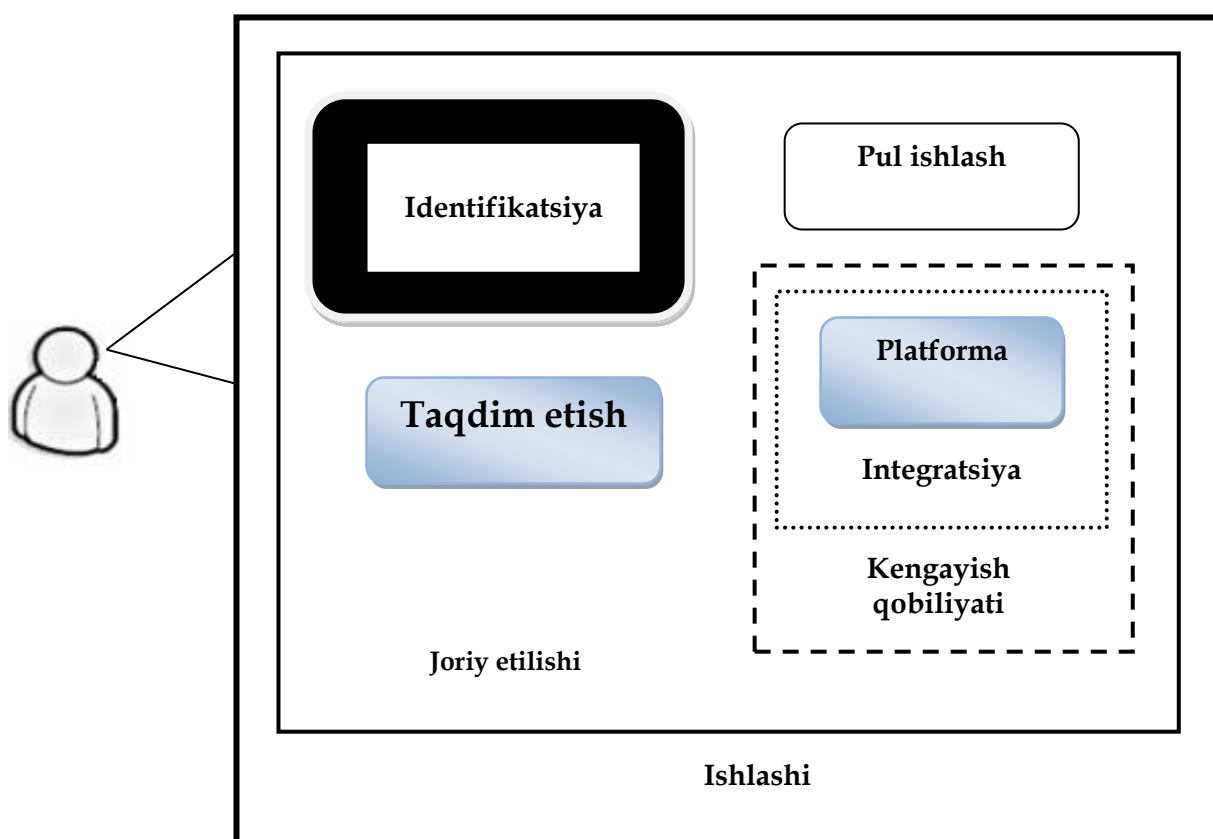 Identifikatsiya
Pul ishlash
Platforma
Taqdim etish
Integratsiya
Kengayish
qobiliyati
Joriy etilishi
Ishlashi